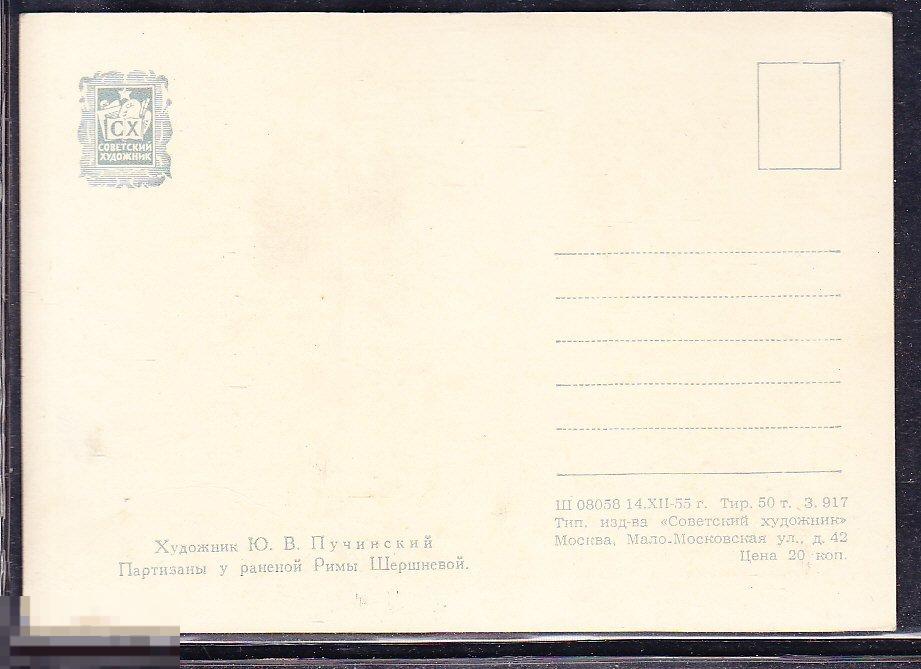 СХ
СОВЕТСКИЙ
ХУДОЖНИК
Художник Ю. В. Пучинский
Партизаны у раненой Римы Шершневой.
Ш 08058 14.XII-55 г. Тир. 50 т. З. 917
Тип. изд-ва «Советский художник»
Москва, Мало-Московская ул., д. 42
Цена 20 коп.